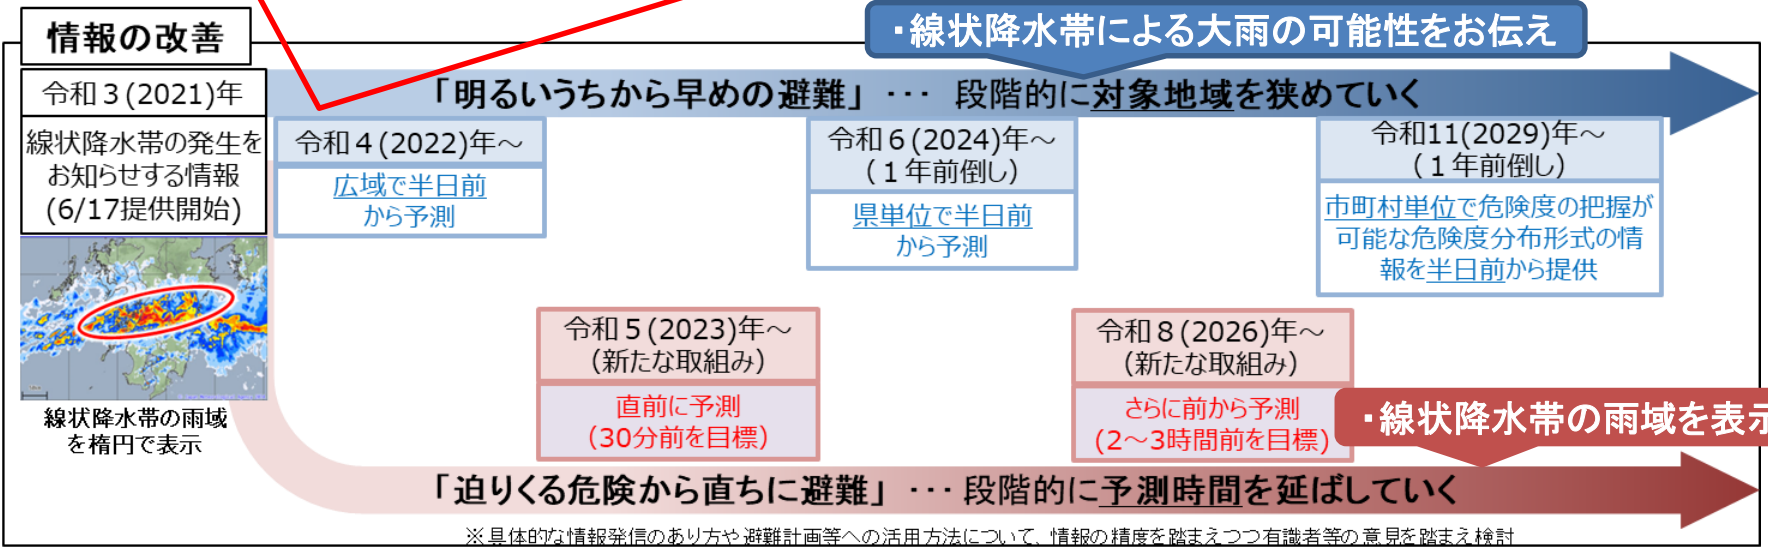 ・線状降水帯による大雨の可能性をお伝え
情報の改善
「明るいうちから早めの避難」 ･･･ 段階的に対象地域を狭めていく
令和３(2021)年
線状降水帯の発生を
お知らせする情報
(6/17提供開始)
線状降水帯の雨域
を楕円で表示
令和４(2022)年～
広域で半日前
から予測
令和６(2024)年～
(１年前倒し)
県単位で半日前
から予測
令和11(2029)年～
(１年前倒し)
市町村単位で危険度の把握が
可能な危険度分布形式の情
報を半日前から提供
令和５(2023)年～
(新たな取組み)
直前に予測
(30分前を目標)
令和８(2026)年～
(新たな取組み)
さらに前から予測
(2～3時間前を目標)
・線状降水帯の雨域を表示
「迫りくる危険から直ちに避難」 ･･･ 段階的に予測時間を延ばしていく
※具体的な情報発信のあり方や避難計画等への活用方法について、情報の精度を踏まえつつ有識者等の意見を踏まえ検討